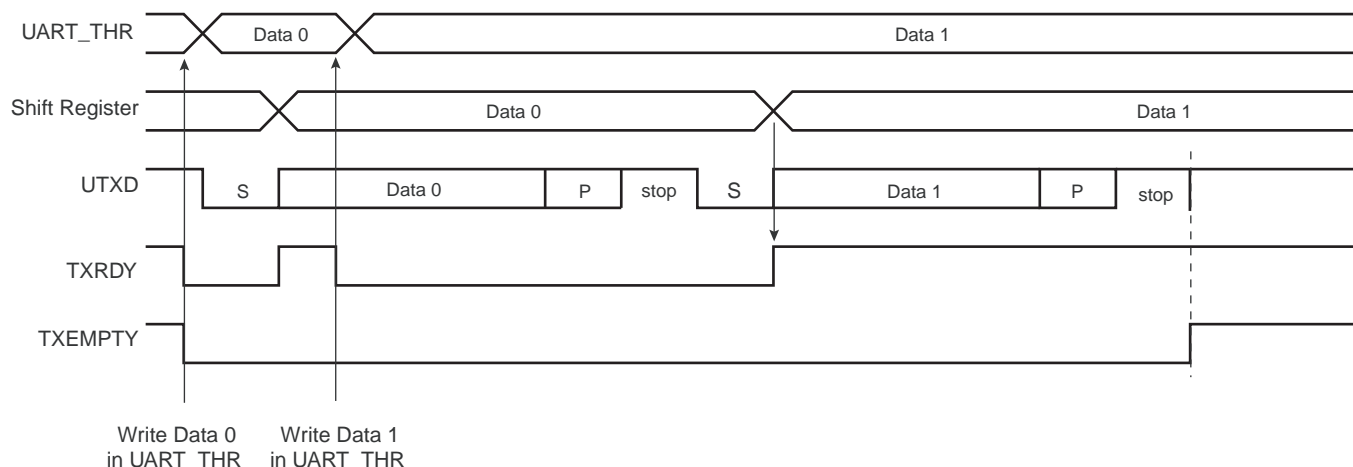 UART_THR
Data 0
Data 1
Shift Register
Data 0
Data 1
UTXD
S
Data 0
P
stop
S
Data 1
P
stop
TXRDY
TXEMPTY
Write Data 0
in UART_THR
Write Data 1
in UART_THR